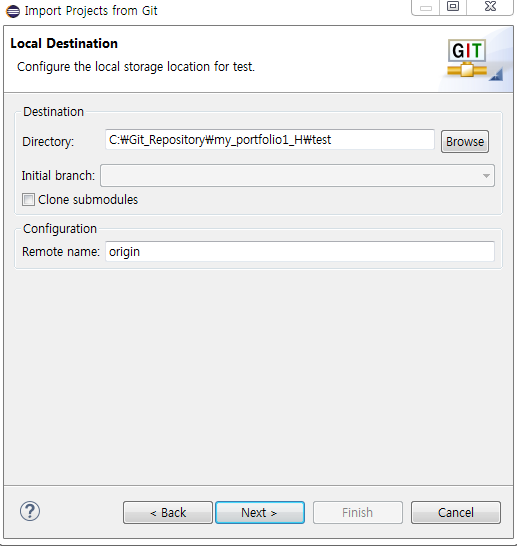 Import Projects from Git
Local Destination
Configure the local storage location for test.
GIT
Destination
Directory: C:₩Git_Repository₩my_portfolio1_H₩test Browse
Initial branch:
Clone submodules
Configuration
Remote name: origin
? < Back Next > Finish Cancel